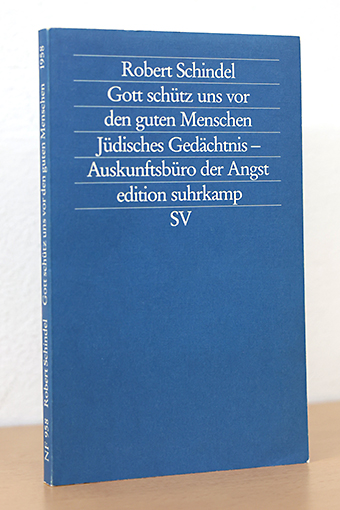 Robert Schindel
Gott schütz uns vor
den guten Menschen
Jüdisches Gedächtnis –
Auskunftsbüro der Angst
edition suhrkamp
SV
NF 958 Robert Schindel Gott schütz uns vor den guten Menschen 1958